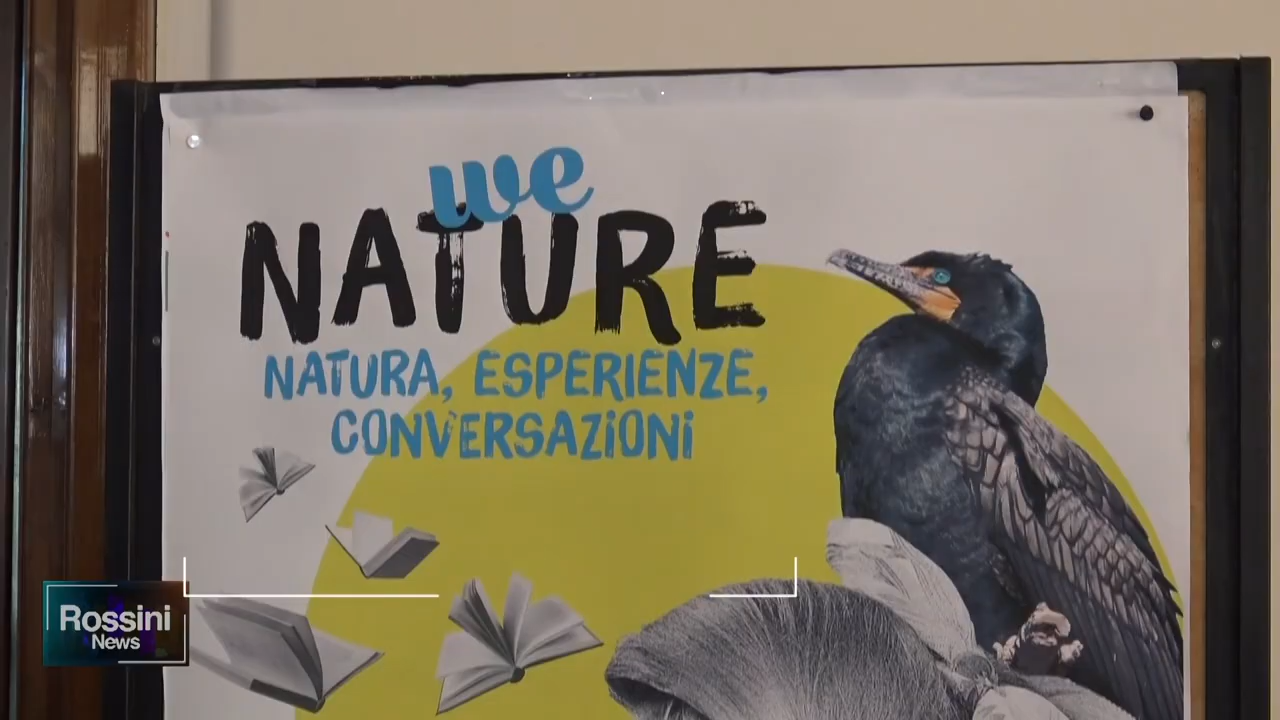 we
NATURE
NATURA, ESPERIENZE,
CONVERSAZIONI
Rossini
News